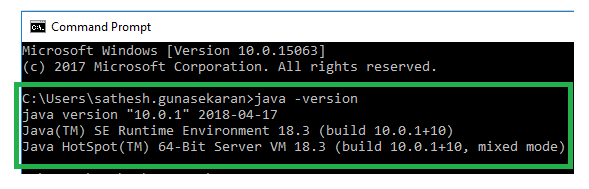 Command Prompt
Microsoft Windows [Version 10.0.15063]
(c) 2017 Microsoft Corporation. All rights reserved.
C:\Users\sathesh.gunasekaran>java -version
java version "10.0.1" 2018-04-17
Java(TM) SE Runtime Environment 18.3 (build 10.0.1+10)
Java HotSpot(TM) 64-Bit Server VM 18.3 (build 10.0.1+10, mixed mode)